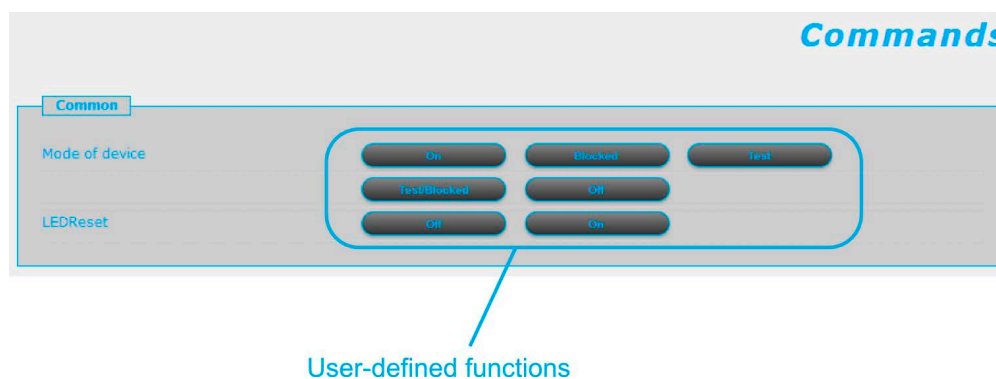 Commands
Common
Mode of device
On Blocked Test
Test/Blocked Off
LEDReset
Off On
User-defined functions